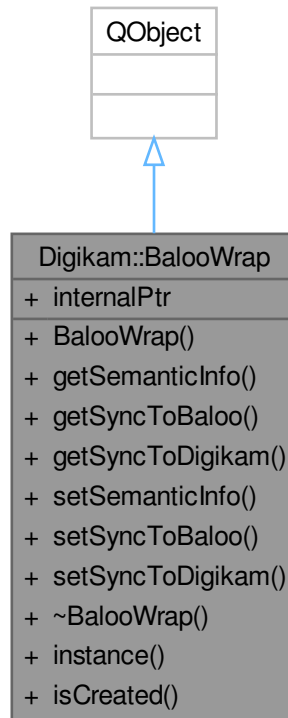 QObject
Digikam::BalooWrap
+ internalPtr
+ BalooWrap()
+ getSemanticInfo()
+ getSyncToBaloo()
+ getSyncToDigikam()
+ setSemanticInfo()
+ setSyncToBaloo()
+ setSyncToDigikam()
+ ~BalooWrap()
+ instance()
+ isCreated()